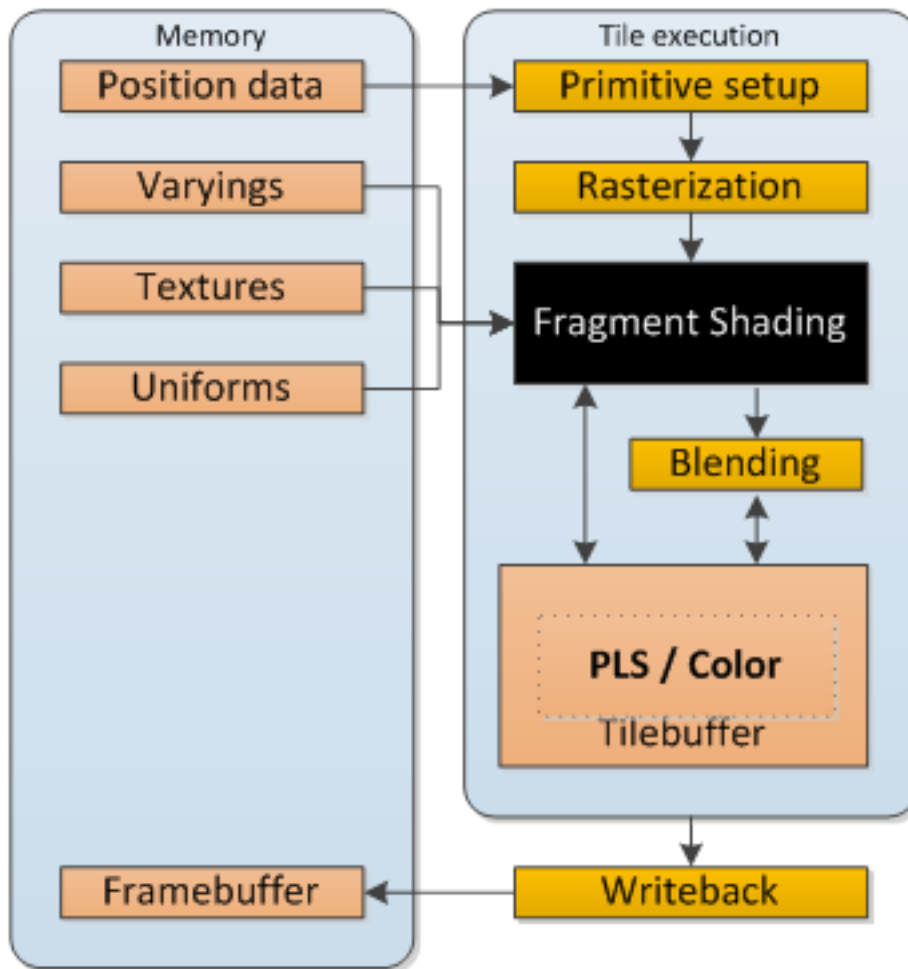 Memory
Position data
Varyings
Textures
Uniforms
Framebuffer
Tile execution
Primitive setup
Rasterization
Fragment Shading
Blending
PLS / Color
Tilebuffer
Writeback